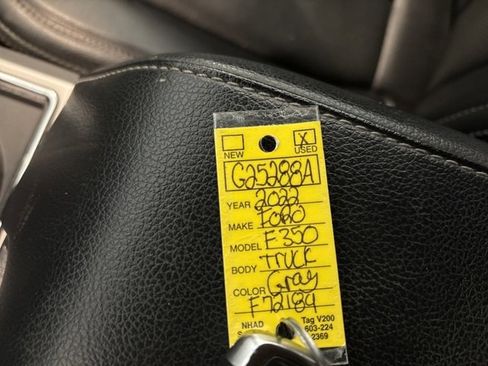 X
NEW USED
G25288A
YEAR 2022
MAKE FORD
MODEL F350
BODY TRUCK
COLOR Gray
F72184
NHAD Tag V200
603-224
2369